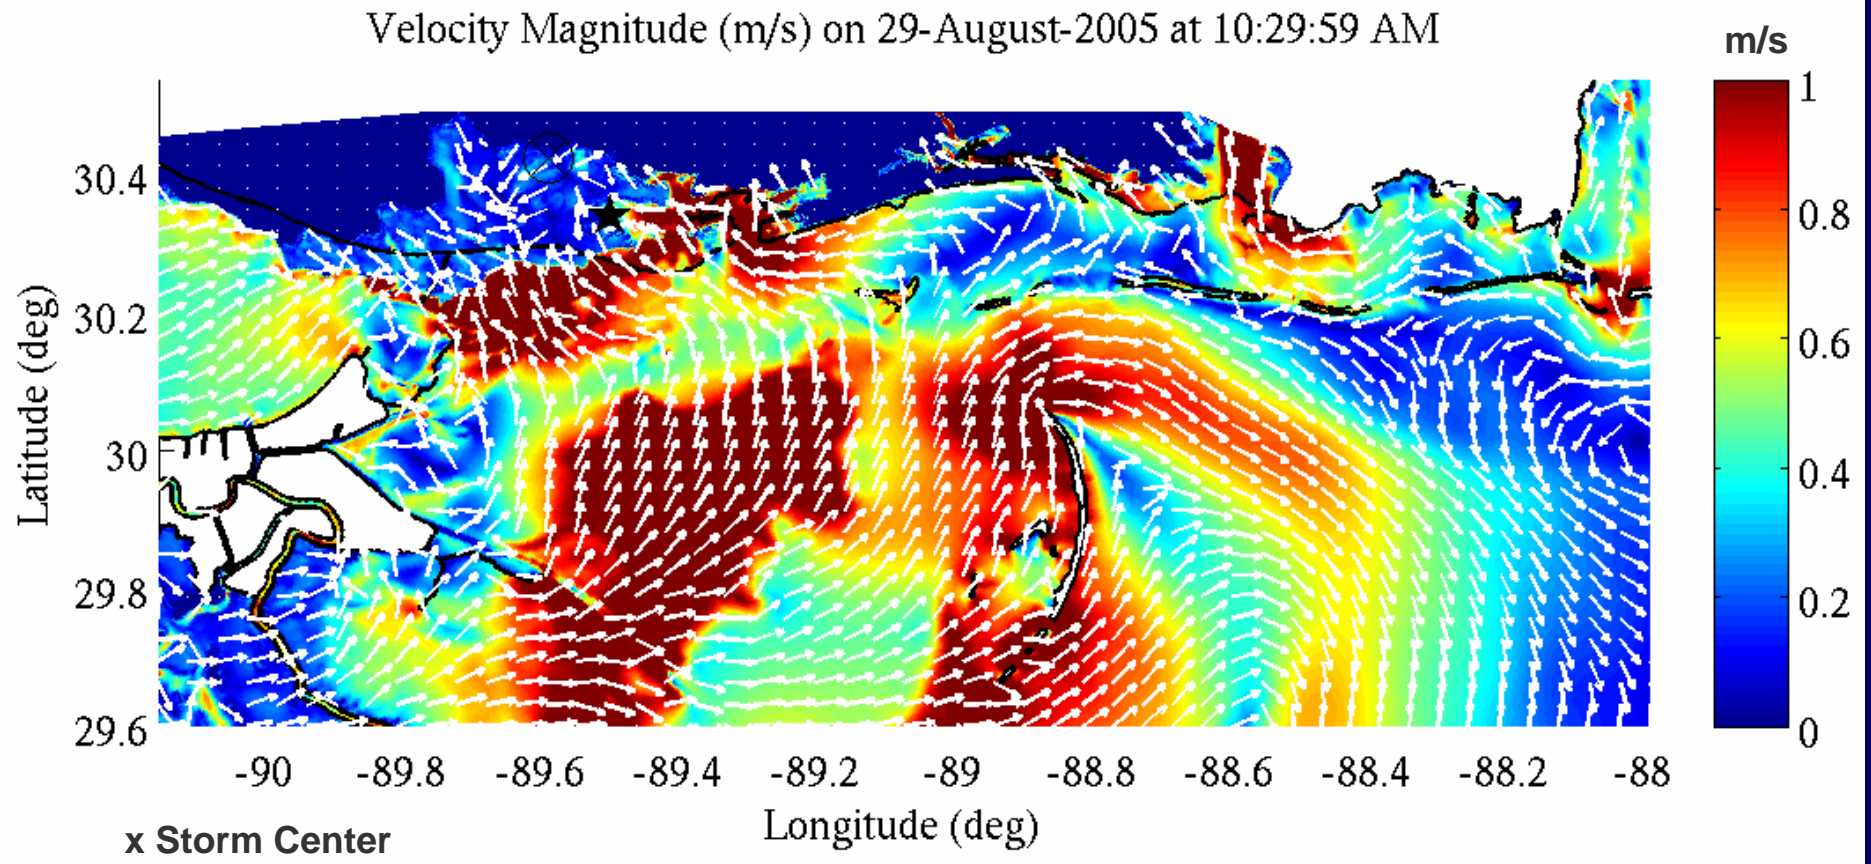 Velocity Magnitude (m/s) on 29-August-2005 at 10:29:59 AM
m/s
1
0.8
0.6
0.4
0.2
0
Latitude (deg)
30.4
30.2
30
29.8
29.6
-90 -89.8 -89.6 -89.4 -89.2 -89 -88.8 -88.6 -88.4 -88.2 -88
Longitude (deg)
x Storm Center